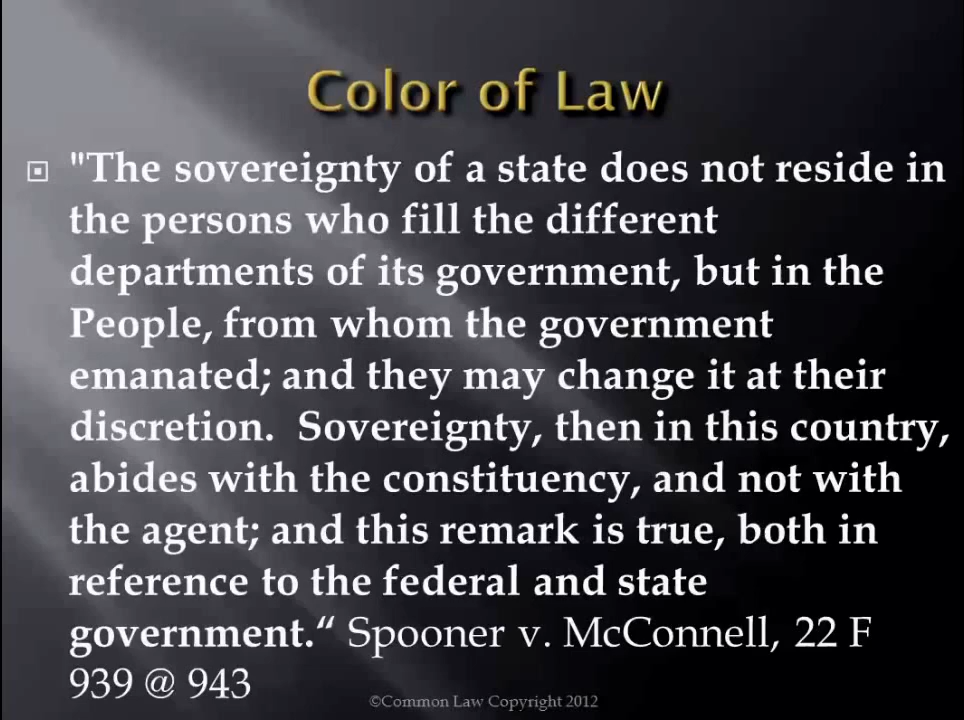 Color of Law
"The sovereignty of a state does not reside in
the persons who fill the different
departments of its government, but in the
People, from whom the government
emanated; and they may change it at their
discretion.  Sovereignty, then in this country,
abides with the constituency, and not with
the agent; and this remark is true, both in
reference to the federal and state
government.“ Spooner v. McConnell, 22 F
939 @ 943
©Common Law Copyright 2012